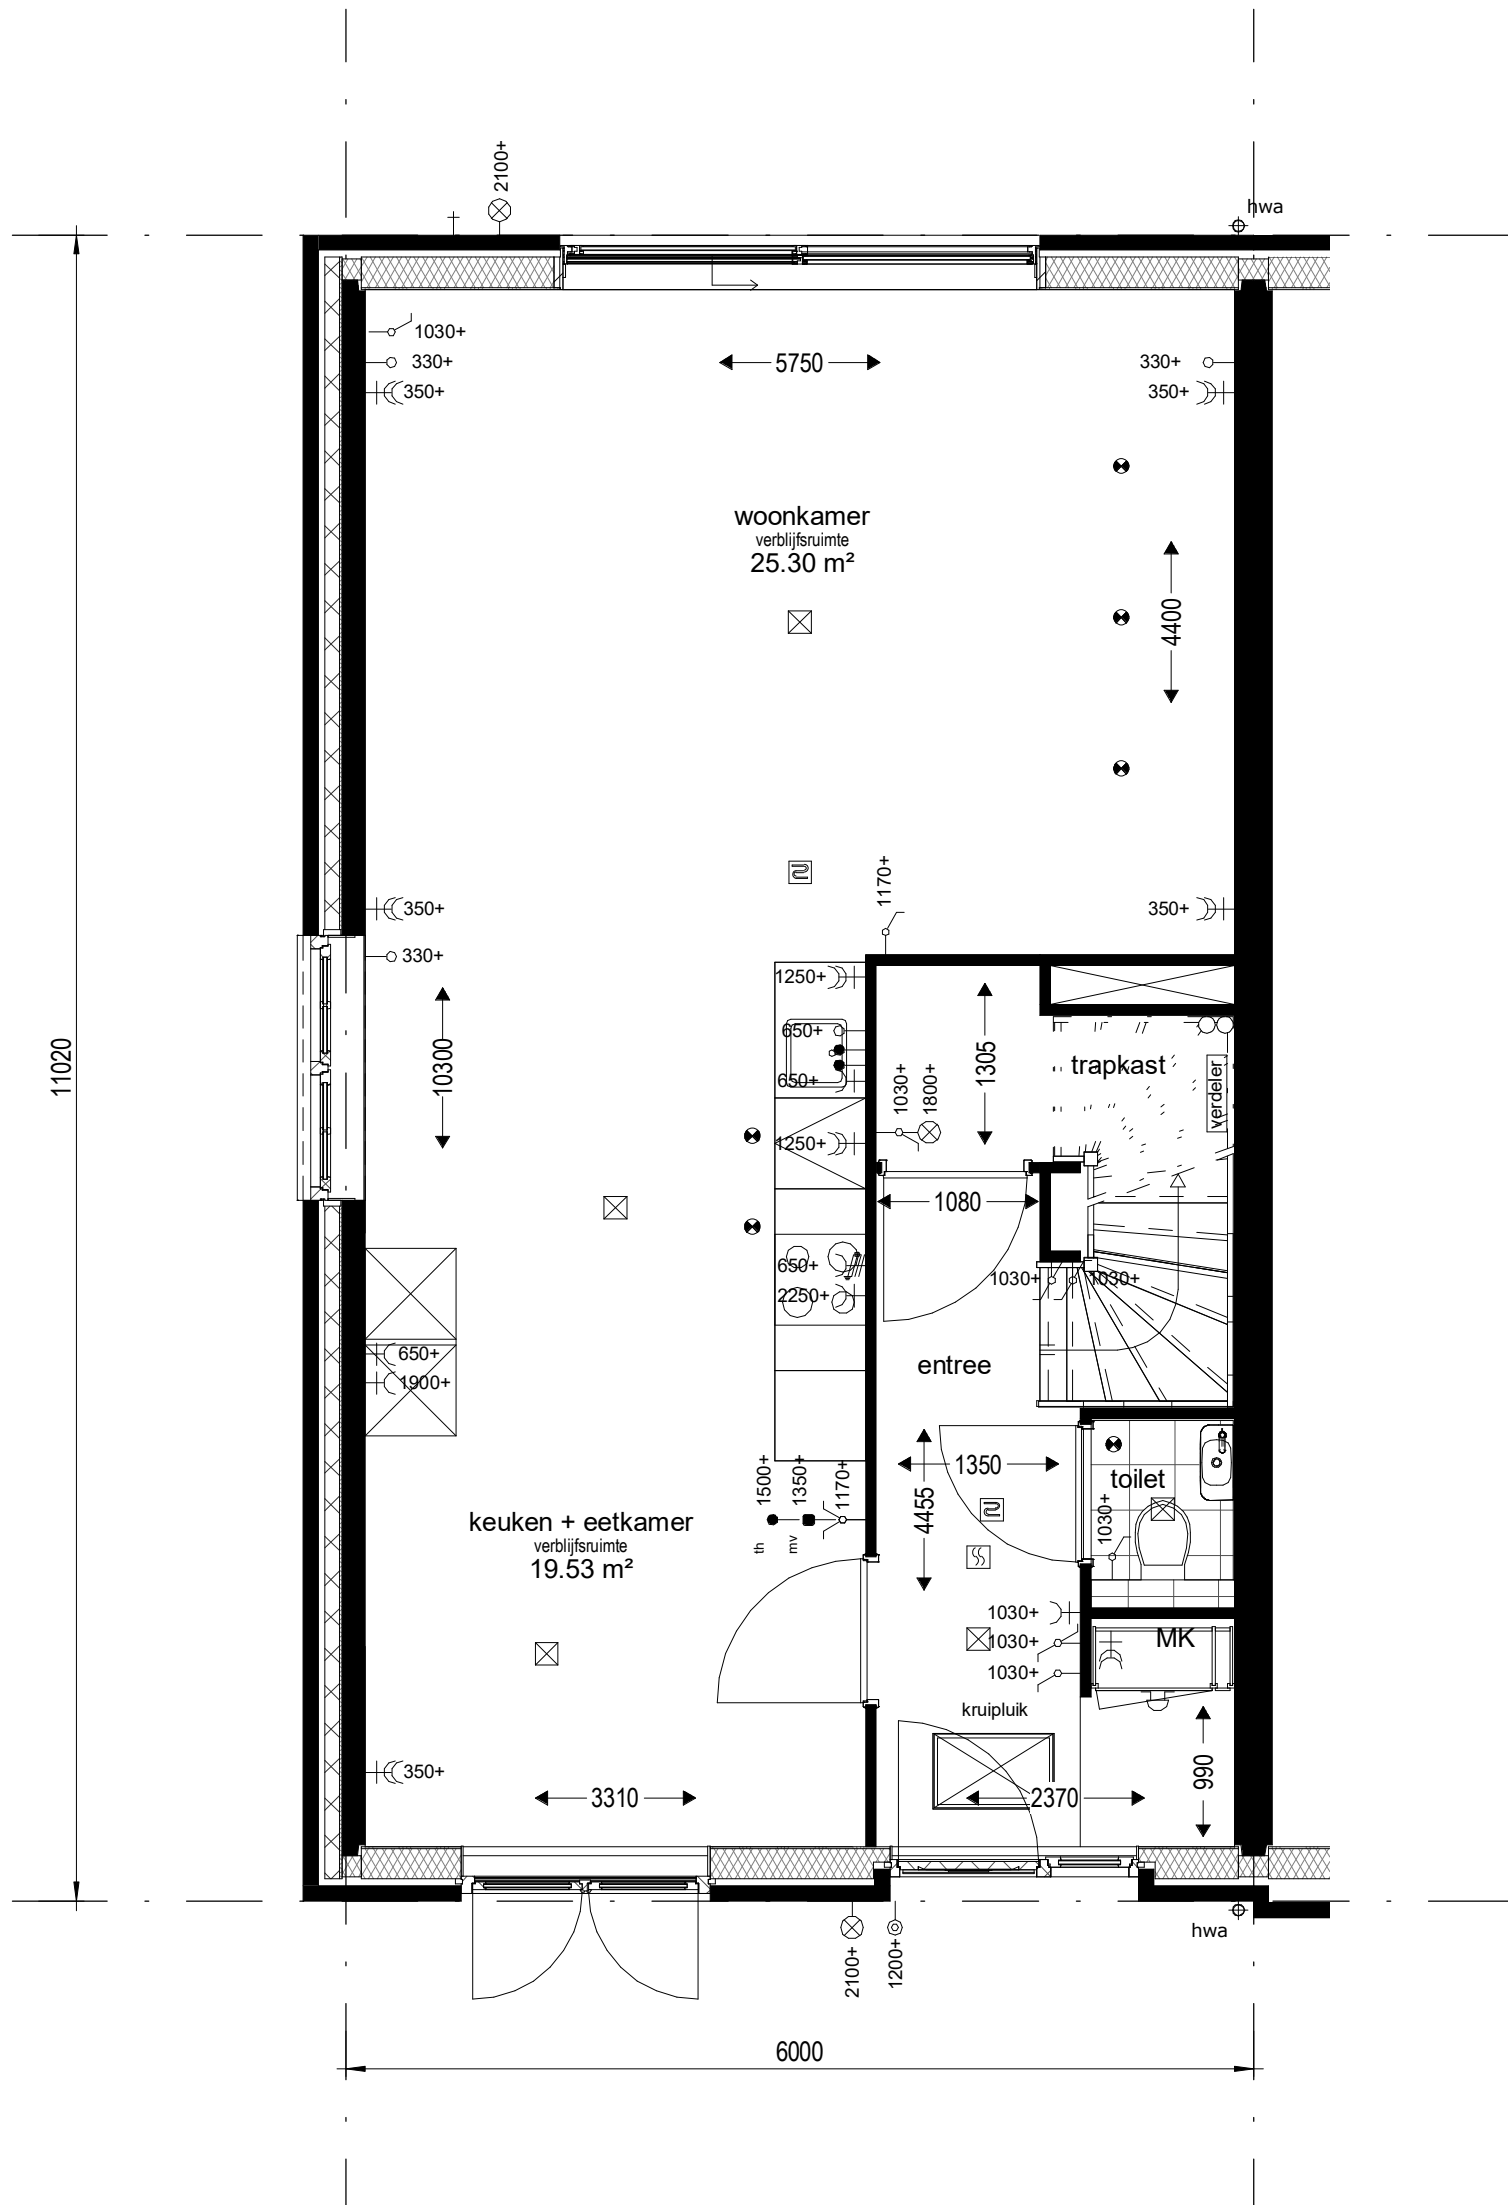 2100+
hwa
1030+
330+
5750
330+
350+
350+
woonkamer
verblijfsruimte
25.30 m²
4400
1170+
350+
350+
330+
1250+
650+
650+
1030+
1800+
1305
trapkast
verdeler
11020
10300
1250+
1080
650+
2250+
1030+
1030+
650+
1900+
entree
1500+
1350+
1170+
1350
4455
toilet
1030+
keuken + eetkamer
verblijfsruimte
19.53 m²
th
mv
1030+
1030+
1030+
MK
kruipluik
350+
3310
2370
990
2100+
1200+
hwa
6000